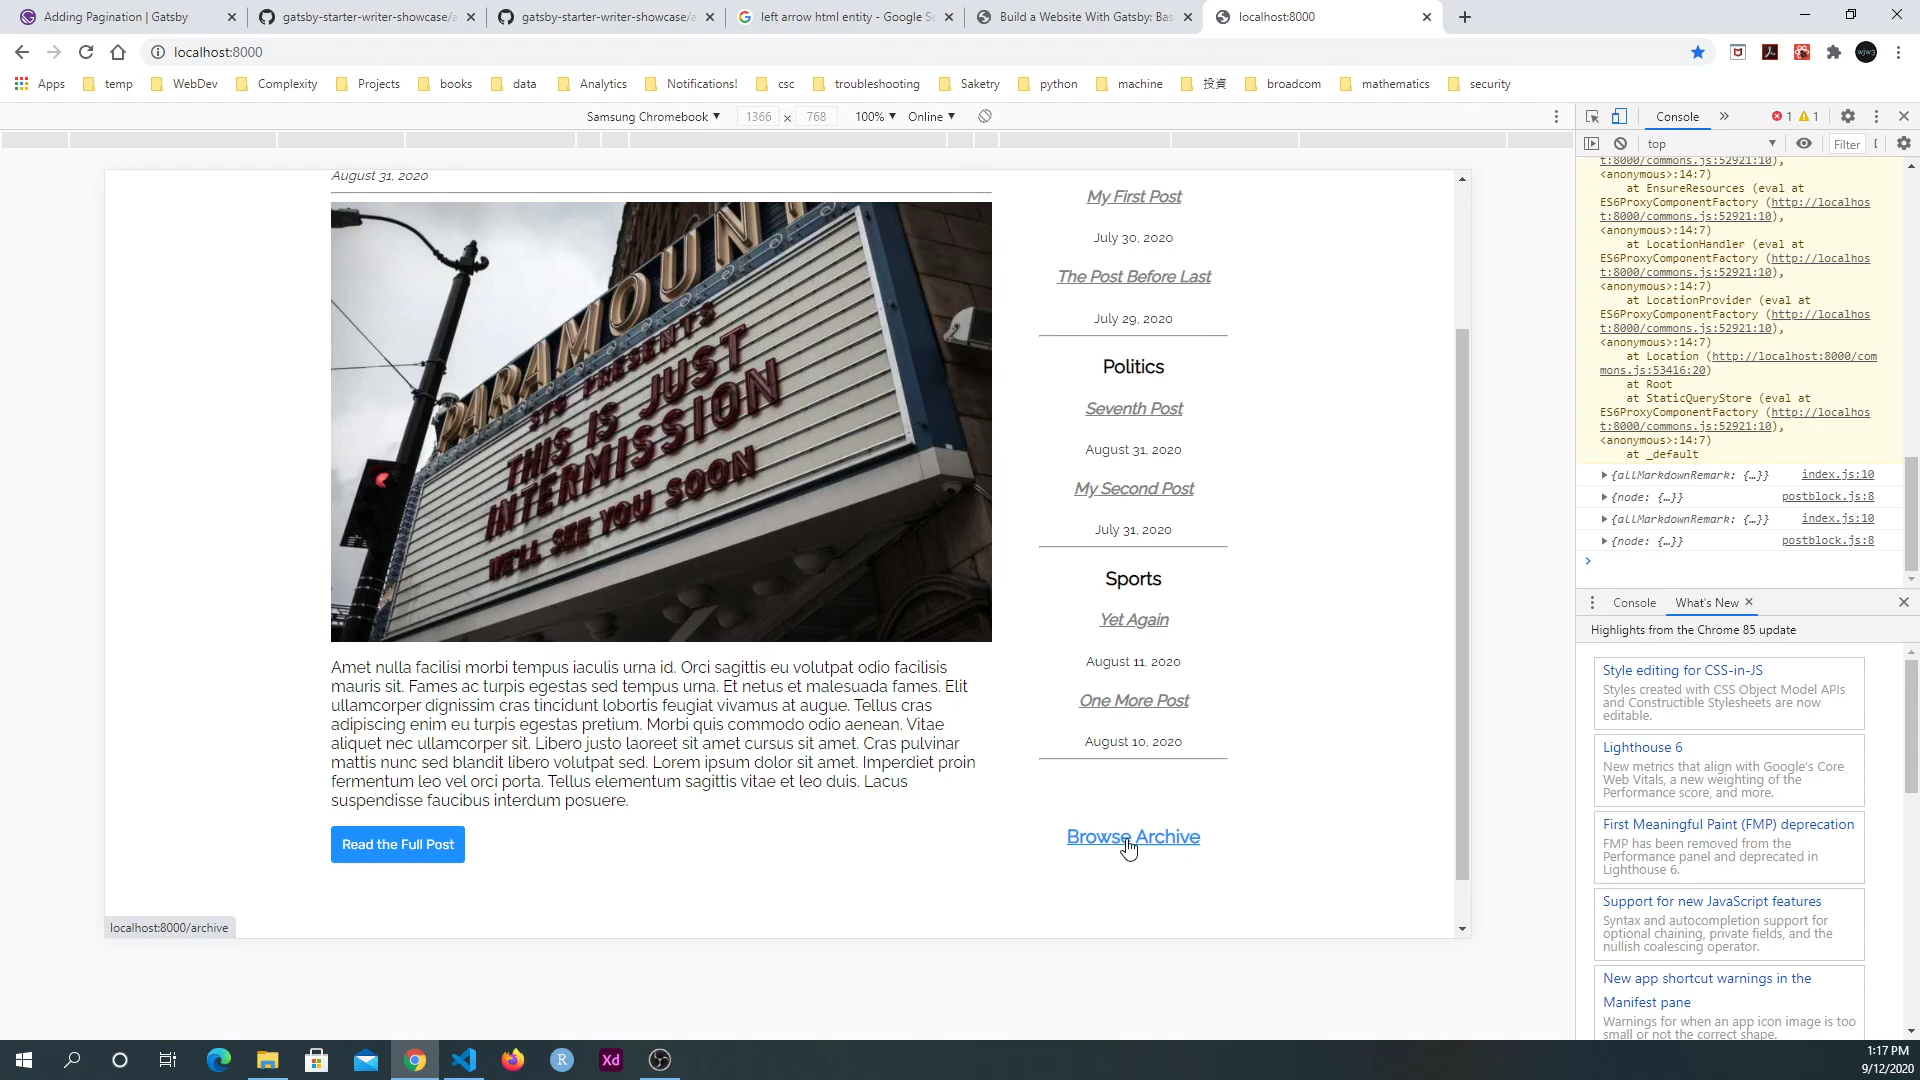 Adding Pagination | Gatsby
gatsby-starter-writer-showcase/a
gatsby-starter-writer-showcase/a
left arrow html entity - Google Se
Build a Website With Gatsby: Bas
localhost:8000
localhost:8000
Apps
temp
WebDev
Complexity
Projects
books
data
Analytics
Notifications!
csc
troubleshooting
Saketry
python
machine
投資
broadcom
mathematics
security
Samsung Chromebook
1366 x 768
100%
Online
August 31, 2020
PARAMOUNT
STG PRESENTS
THIS IS JUST
INTERMISSION
WE'LL SEE YOU SOON
Amet nulla facilisi morbi tempus iaculis urna id. Orci sagittis eu volutpat odio facilisis
mauris sit. Fames ac turpis egestas sed tempus urna. Et netus et malesuada fames. Elit
ullamcorper dignissim cras tincidunt lobortis feugiat vivamus at augue. Tellus cras
adipiscing enim eu turpis egestas pretium. Morbi quis commodo odio aenean. Vitae
aliquet nec ullamcorper sit. Libero justo laoreet sit amet cursus sit amet. Cras pulvinar
mattis nunc sed blandit libero volutpat sed. Lorem ipsum dolor sit amet. Imperdiet proin
fermentum leo vel orci porta. Tellus elementum sagittis vitae et leo duis. Lacus
suspendisse faucibus interdum posuere.
Read the Full Post
My First Post
July 30, 2020
The Post Before Last
July 29, 2020
Politics
Seventh Post
August 31, 2020
My Second Post
July 31, 2020
Sports
Yet Again
August 11, 2020
One More Post
August 10, 2020
Browse Archive
localhost:8000/archive
Console
1
1
top
Filter
t:8000/commons.js:52921:10),
<anonymous>:14:7)
at EnsureResources (eval at
ES6ProxyComponentFactory (http://localhos
t:8000/commons.js:52921:10),
<anonymous>:14:7)
at LocationHandler (eval at
ES6ProxyComponentFactory (http://localhos
t:8000/commons.js:52921:10),
<anonymous>:14:7)
at LocationProvider (eval at
ES6ProxyComponentFactory (http://localhos
t:8000/commons.js:52921:10),
<anonymous>:14:7)
at Location (http://localhost:8000/com
mons.js:53416:20)
at Root
at StaticQueryStore (eval at
ES6ProxyComponentFactory (http://localhos
t:8000/commons.js:52921:10),
<anonymous>:14:7)
at _default
{allMarkdownRemark: {…}} index.js:10
{node: {…}} postblock.js:8
{allMarkdownRemark: {…}} index.js:10
{node: {…}} postblock.js:8
Console
What's New
Highlights from the Chrome 85 update
Style editing for CSS-in-JS
Styles created with CSS Object Model APIs
and Constructible Stylesheets are now
editable.
Lighthouse 6
New metrics that align with Google's Core
Web Vitals, a new weighting of the
Performance score, and more.
First Meaningful Paint (FMP) deprecation
FMP has been removed from the
Performance panel and deprecated in
Lighthouse 6.
Support for new JavaScript features
Syntax and autocompletion support for
optional chaining, private fields, and the
nullish coalescing operator.
New app shortcut warnings in the
Manifest pane
Warnings for when an app icon image is too
small or not the correct shape.
R
Xd
1:17 PM
9/12/2020